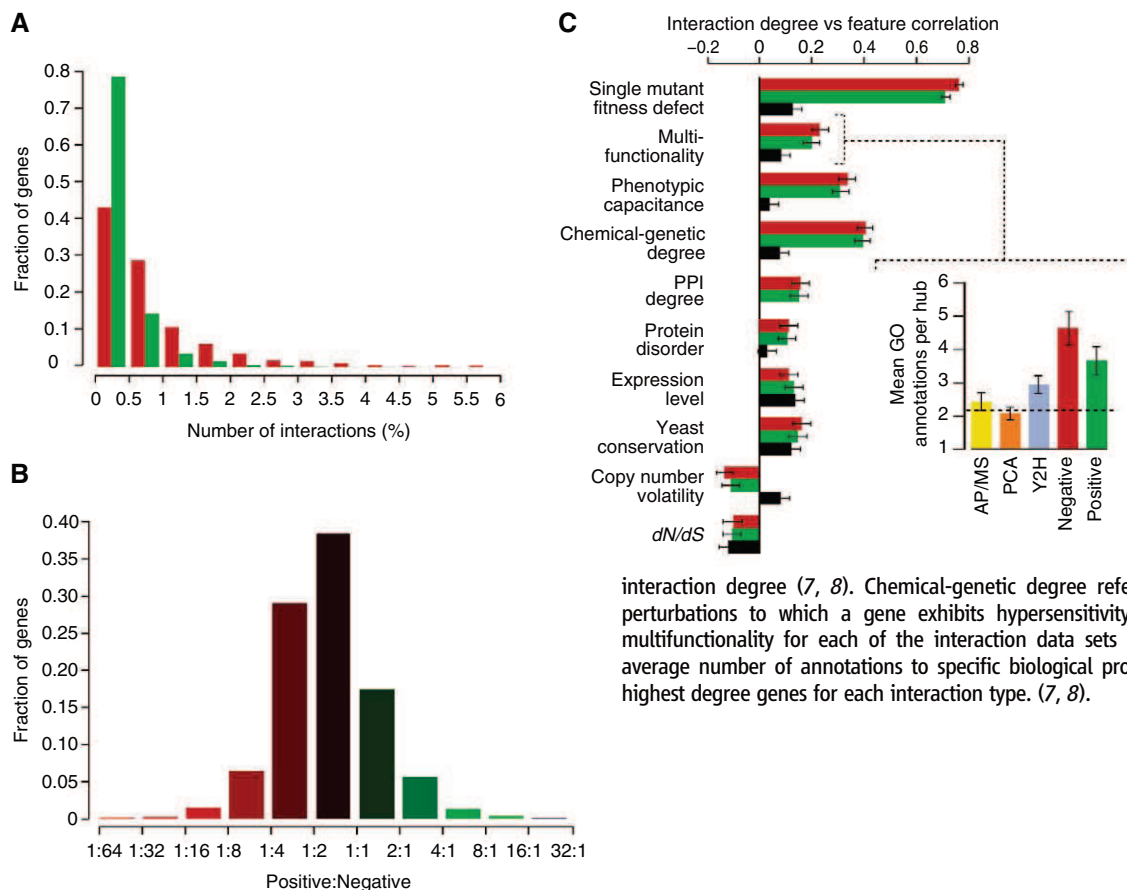 A
Fraction of genes
0.8
0.7
0.6
0.5
0.4
0.3
0.2
0.1
0
0 0.5 1 1.5 2 2.5 3 3.5 4 4.5 5 5.5 6
Number of interactions (%)
B
Fraction of genes
0.40
0.35
0.30
0.25
0.20
0.15
0.10
0.05
0
1:64 1:32 1:16 1:8 1:4 1:2 1:1 2:1 4:1 8:1 16:1 32:1
Positive:Negative
C
Interaction degree vs feature correlation
−0.2 0 0.2 0.4 0.6 0.8
Single mutant
fitness defect
Multi-
functionality
Phenotypic
capacitance
Chemical-genetic
degree
PPI
degree
Protein
disorder
Expression
level
Yeast
conservation
Copy number
volatility
dN/dS
Mean GO
annotations per hub
6
5
4
3
2
1
AP/MS
PCA
Y2H
Negative
Positive
interaction degree (7, 8). Chemical-genetic degree refe
perturbations to which a gene exhibits hypersensitivity
multifunctionality for each of the interaction data sets
average number of annotations to specific biological pro
highest degree genes for each interaction type. (7, 8).